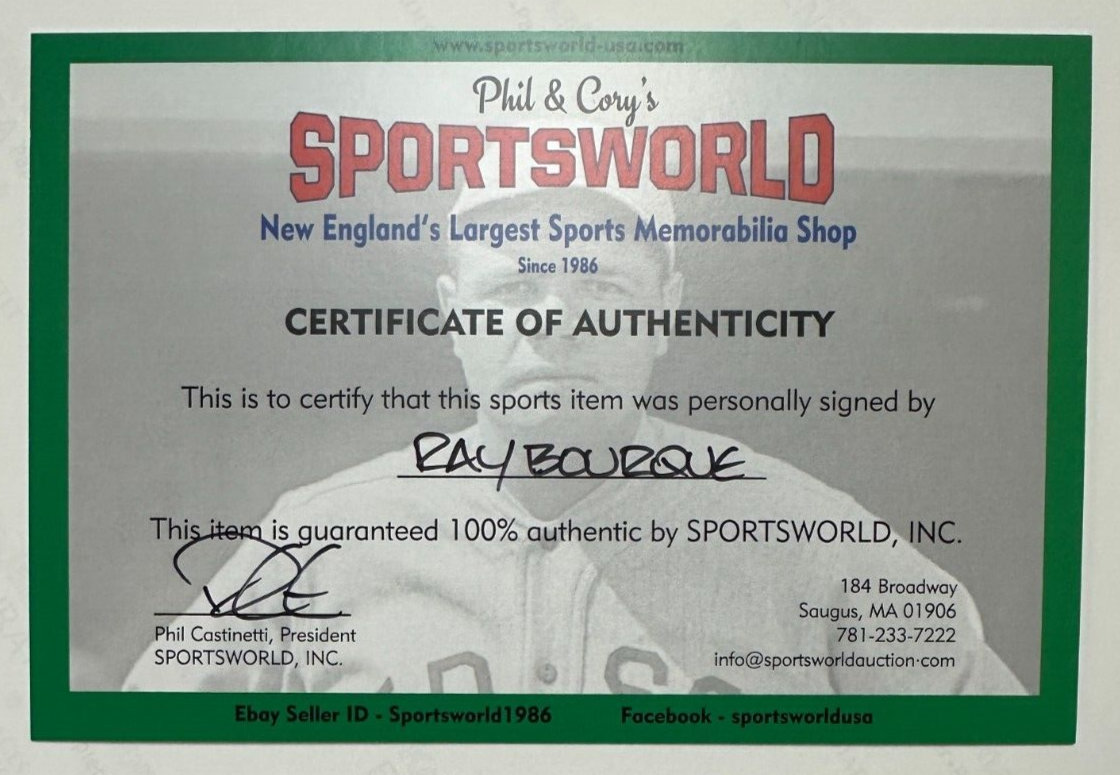 www.sportsworld-usa.com
Phil & Cory's
SPORTSWORLD
New England's Largest Sports Memorabilia Shop
Since 1986
CERTIFICATE OF AUTHENTICITY
This is to certify that this sports item was personally signed by
RAY BOURQUE
This item is guaranteed 100% authentic by SPORTSWORLD, INC.
Phil Castinetti, President
SPORTSWORLD, INC.
184 Broadway
Saugus, MA 01906
781-233-7222
info@sportsworldauction.com
Ebay Seller ID - Sportsworld1986 Facebook - sportsworldusa